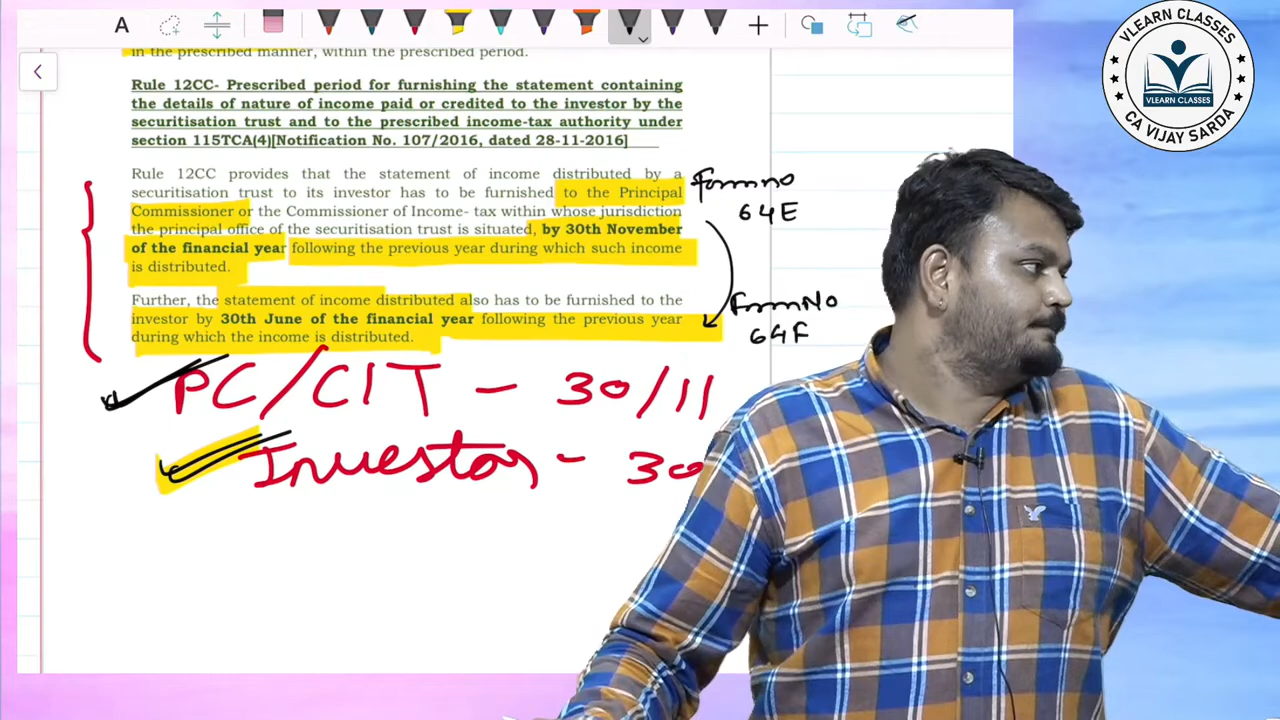 A
VLEARN CLASSES
VLEARN CLASSES
CA VIJAY SARDA
in the prescribed manner, within the prescribed period.
Rule 12CC- Prescribed period for furnishing the statement containing
the details of nature of income paid or credited to the investor by the
securitisation trust and to the prescribed income-tax authority under
section 115TCA(4)[Notification No. 107/2016, dated 28-11-2016]
Rule 12CC provides that the statement of income distributed by a
securitisation trust to its investor has to be furnished to the Principal
Commissioner or the Commissioner of Income- tax within whose jurisdiction
the principal office of the securitisation trust is situated, by 30th November
of the financial year following the previous year during which such income
is distributed.
Form no
64E
Further, the statement of income distributed also has to be furnished to the
investor by 30th June of the financial year following the previous year
during which the income is distributed.
Form No
64F
PC/CIT - 30/11
Investor - 30